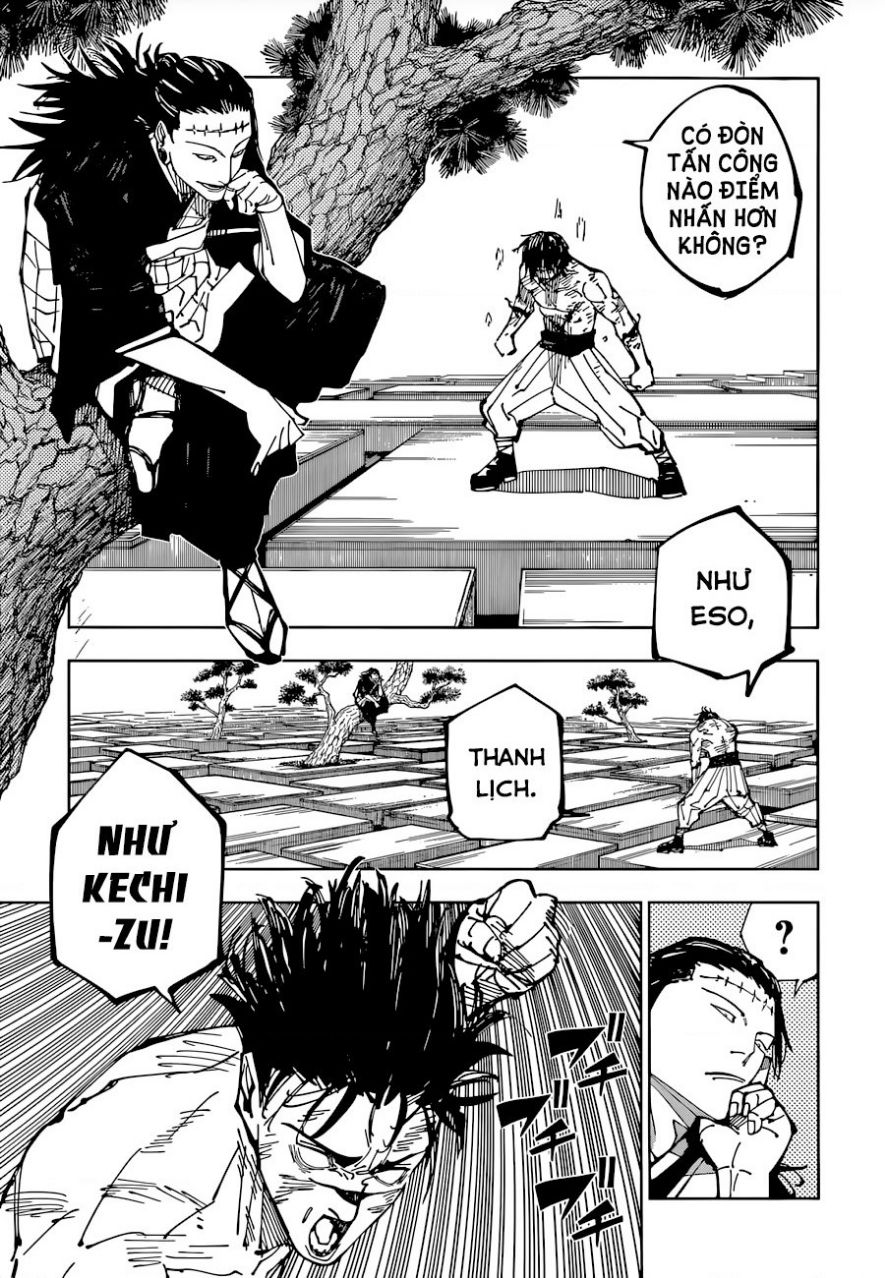 CÓ ĐÒN
TẤN CÔNG
NÀO ĐIỂM
NHẤN HƠN
KHÔNG?
NHƯ
ESO,
THANH
LỊCH.
?
NHƯ
KECHI
-ZU!
ブチ
ブチ
ブチ